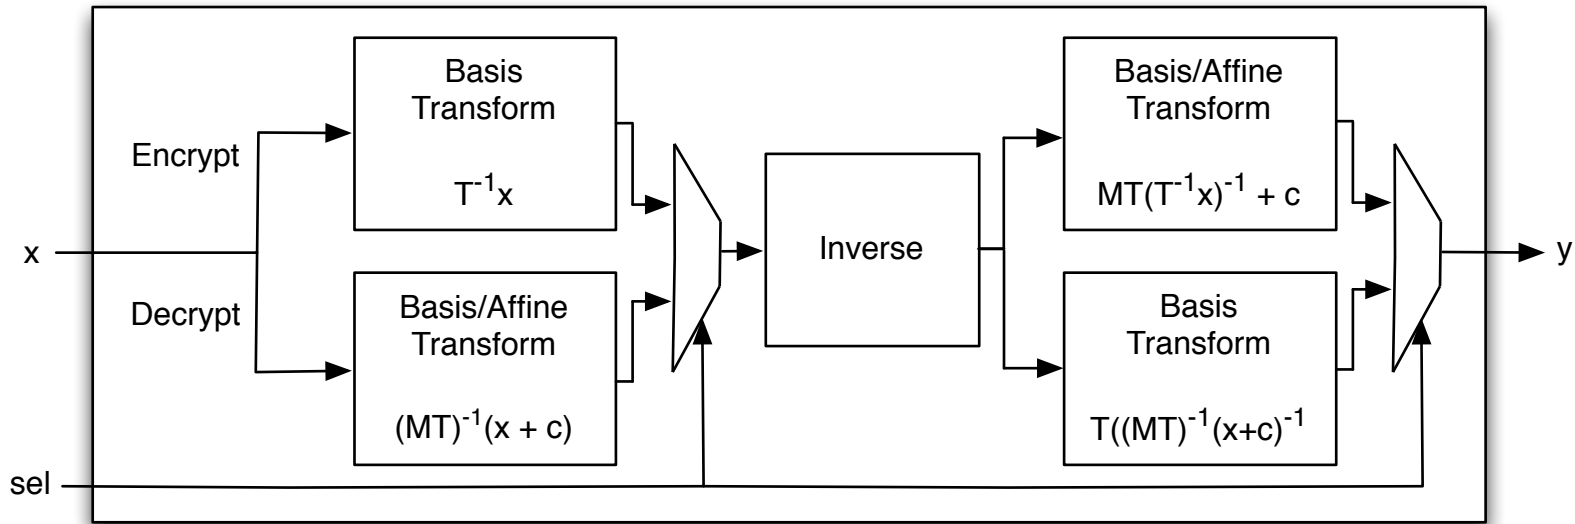 Basis
Transform
T⁻¹x
Basis/Affine
Transform
MT(T⁻¹x)⁻¹ + c
Encrypt
x
Inverse
y
Decrypt
Basis/Affine
Transform
(MT)⁻¹(x + c)
Basis
Transform
T((MT)⁻¹(x+c)⁻¹
sel